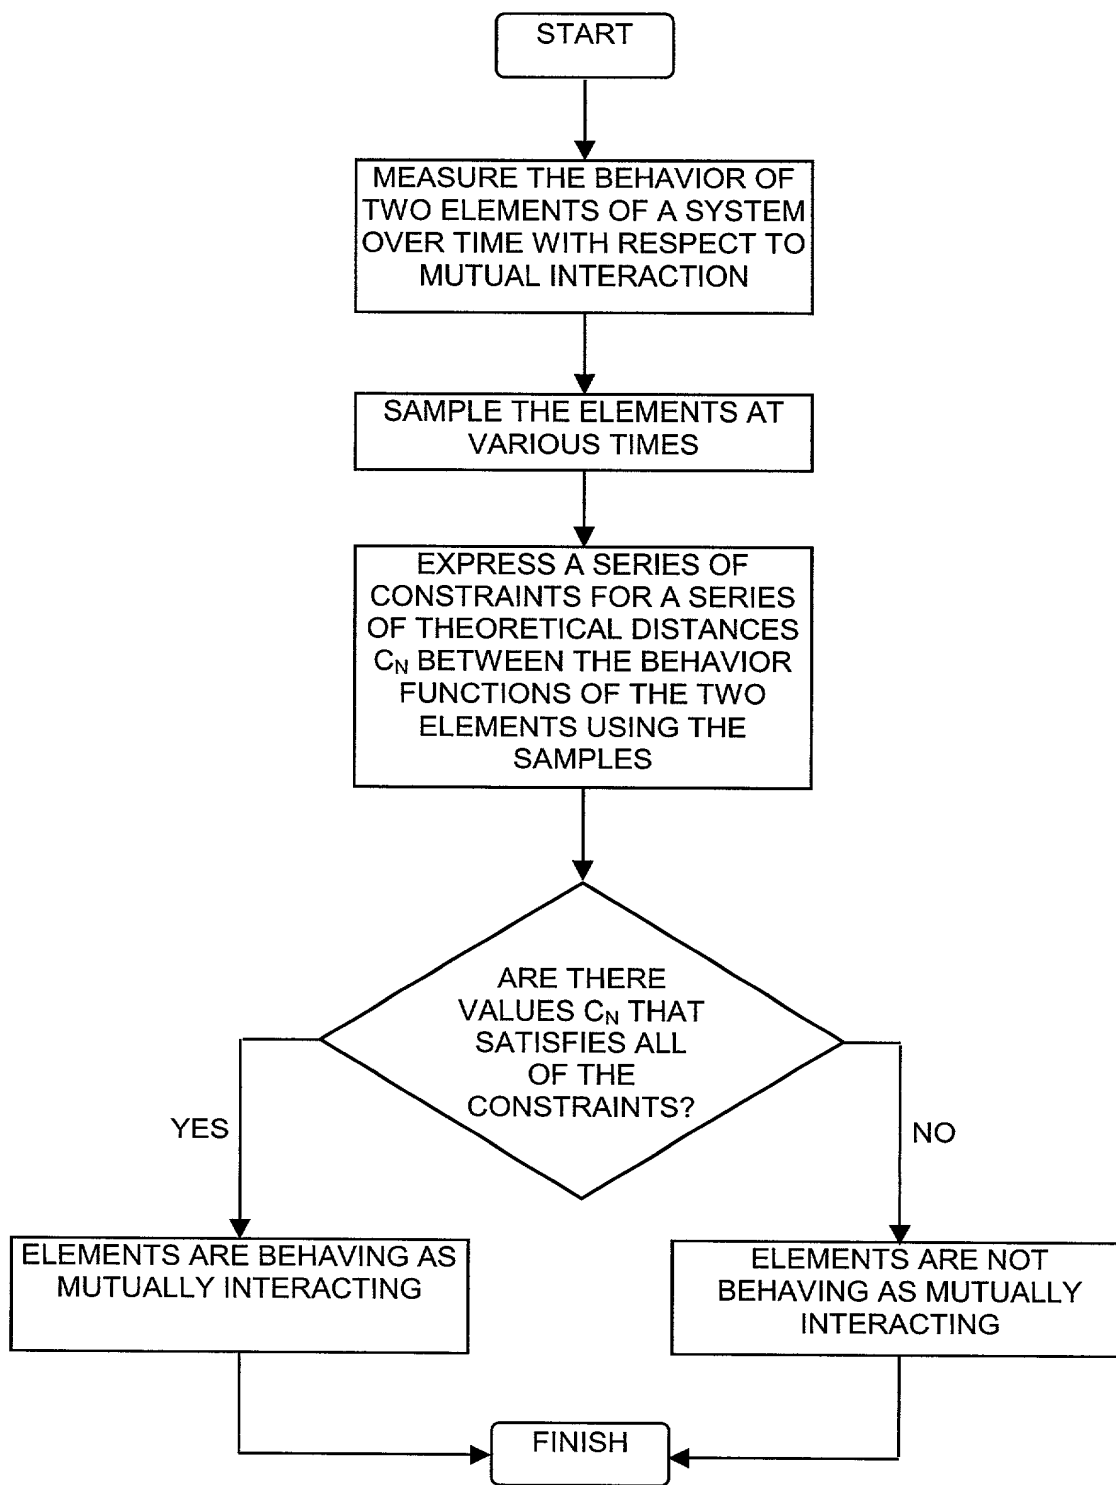 START
MEASURE THE BEHAVIOR OF
TWO ELEMENTS OF A SYSTEM
OVER TIME WITH RESPECT TO
MUTUAL INTERACTION
SAMPLE THE ELEMENTS AT
VARIOUS TIMES
EXPRESS A SERIES OF
CONSTRAINTS FOR A SERIES
OF THEORETICAL DISTANCES
C_N BETWEEN THE BEHAVIOR
FUNCTIONS OF THE TWO
ELEMENTS USING THE
SAMPLES
ARE THERE
VALUES C_N THAT
SATISFIES ALL
OF THE
CONSTRAINTS?
YES
NO
ELEMENTS ARE BEHAVING AS
MUTUALLY INTERACTING
ELEMENTS ARE NOT
BEHAVING AS MUTUALLY
INTERACTING
FINISH